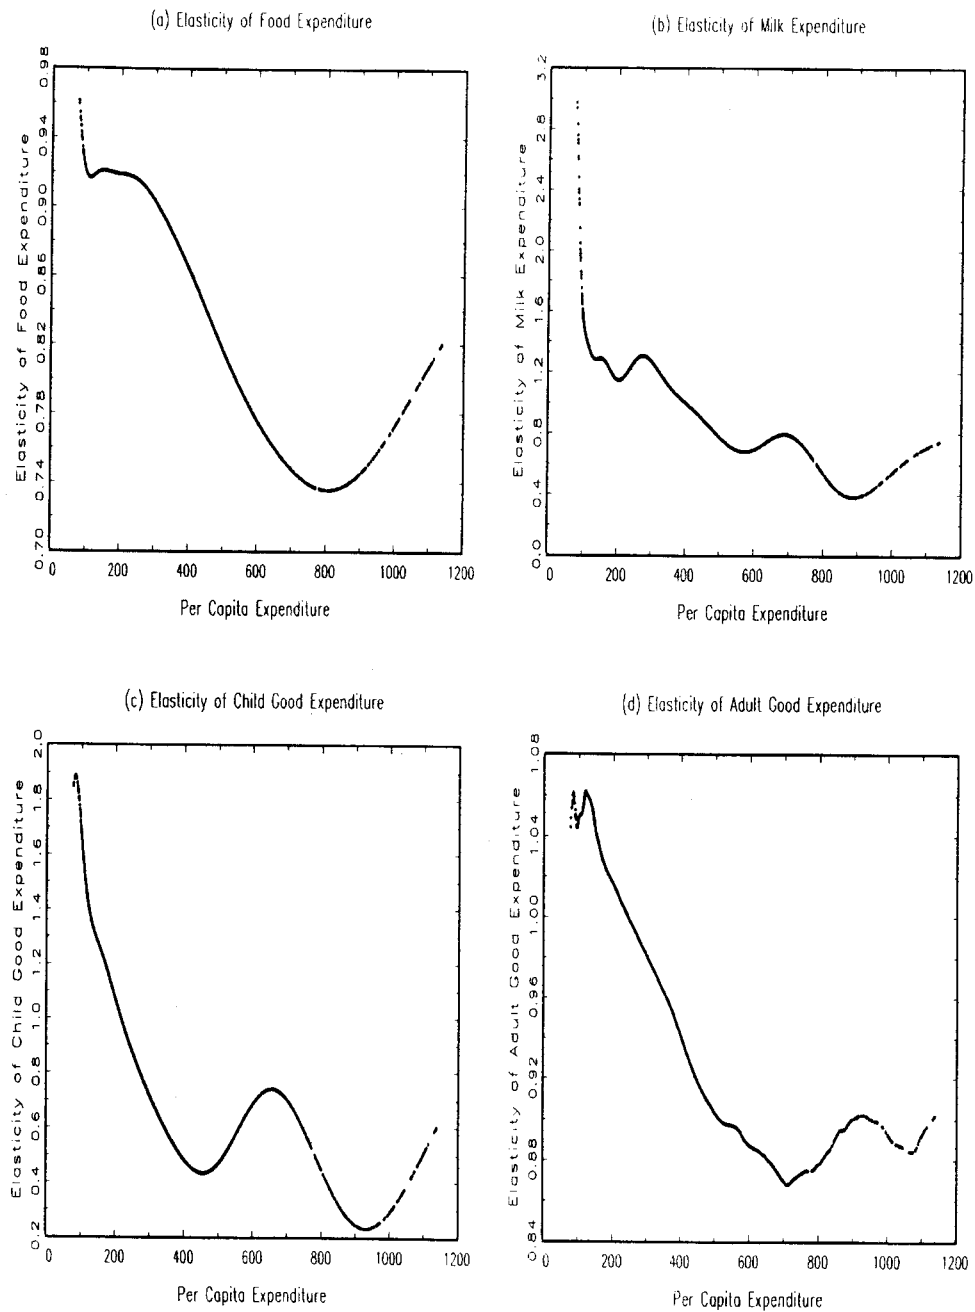 (a) Elasticity of Food Expenditure
Elasticity of Food Expenditure
0.70 0.74 0.78 0.82 0.86 0.90 0.94 0.98
0 200 400 600 800 1000 1200
Per Capita Expenditure
(b) Elasticity of Milk Expenditure
Elasticity of Milk Expenditure
0.0 0.4 0.8 1.2 1.6 2.0 2.4 2.8 3.2
0 200 400 600 800 1000 1200
Per Capita Expenditure
(c) Elasticity of Child Good Expenditure
Elasticity of Child Good Expenditure
0.2 0.4 0.6 0.8 1.0 1.2 1.4 1.6 1.8 2.0
0 200 400 600 800 1000 1200
Per Capita Expenditure
(d) Elasticity of Adult Good Expenditure
Elasticity of Adult Good Expenditure
0.84 0.88 0.92 0.96 1.00 1.04 1.08
0 200 400 600 800 1000 1200
Per Capita Expenditure